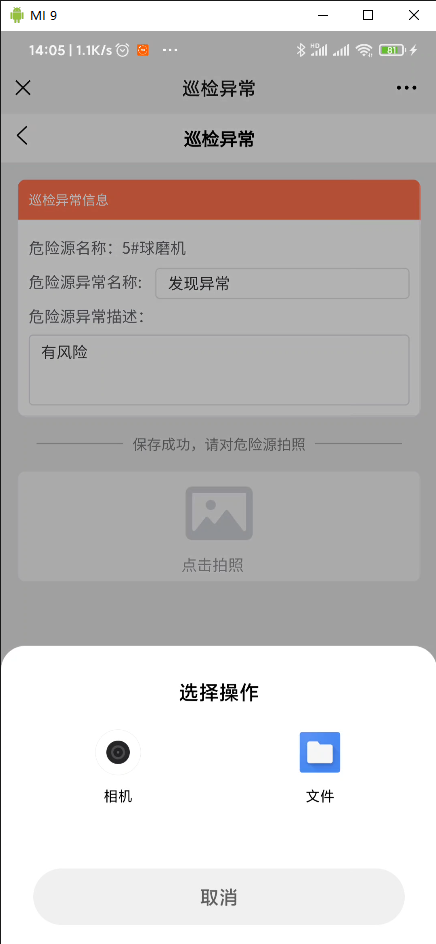 MI 9
14:05 | 1.1K/s ··· HD 81
巡检异常
巡检异常
巡检异常信息
危险源名称：5#球磨机
危险源异常名称： 发现异常
危险源异常描述：
有风险
保存成功，请对危险源拍照
点击拍照
选择操作
相机 文件
取消